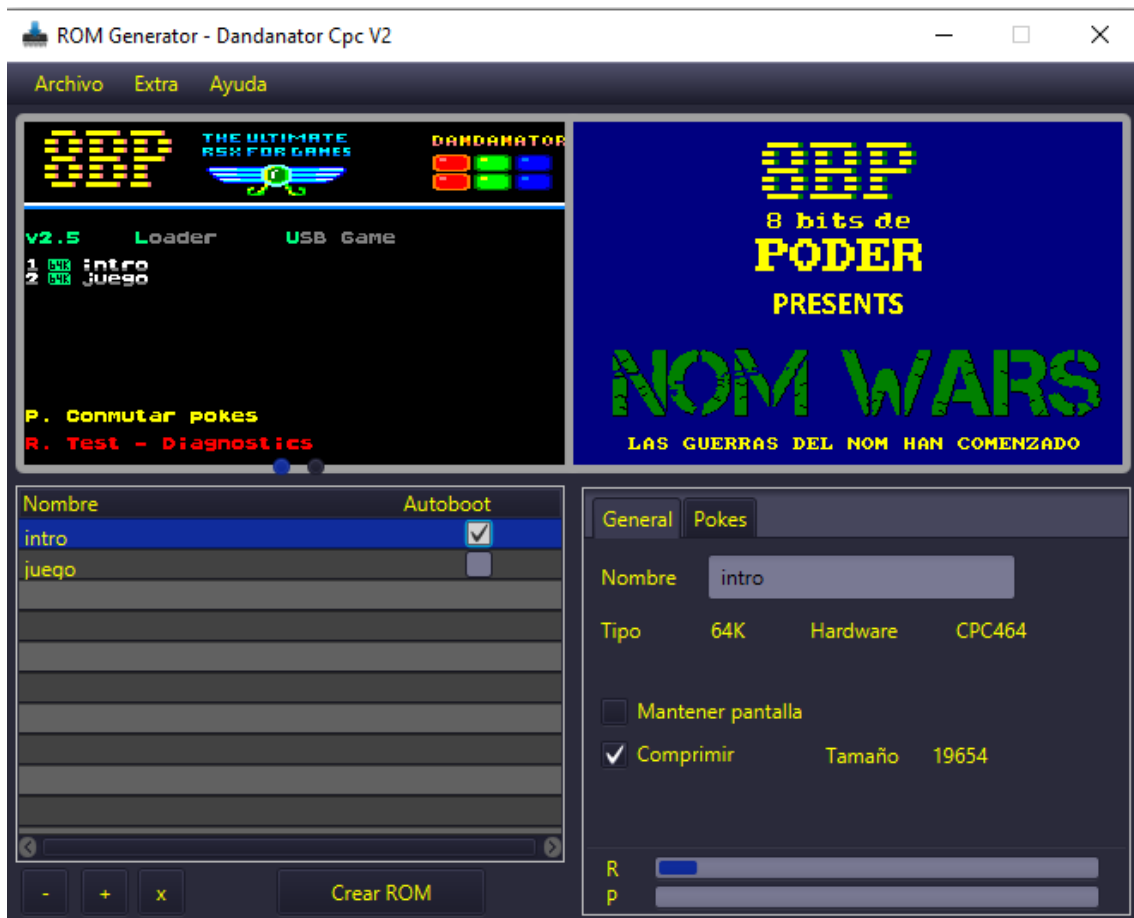 ROM Generator - Dandanator Cpc V2
Archivo Extra Ayuda
8BP
THE ULTIMATE
RSX FOR GAMES
DANDANATOR
v2.5 Loader USB Game
1 64K intro
2 64K juego
P. Conmutar pokes
R. Test - Diagnostics
8BP
8 bits de
PODER
PRESENTS
NOM WARS
LAS GUERRAS DEL NOM HAN COMENZADO
Nombre Autoboot
intro
juego
- + x Crear ROM
General Pokes
Nombre intro
Tipo 64K Hardware CPC464
Mantener pantalla
Comprimir Tamaño 19654
R
P